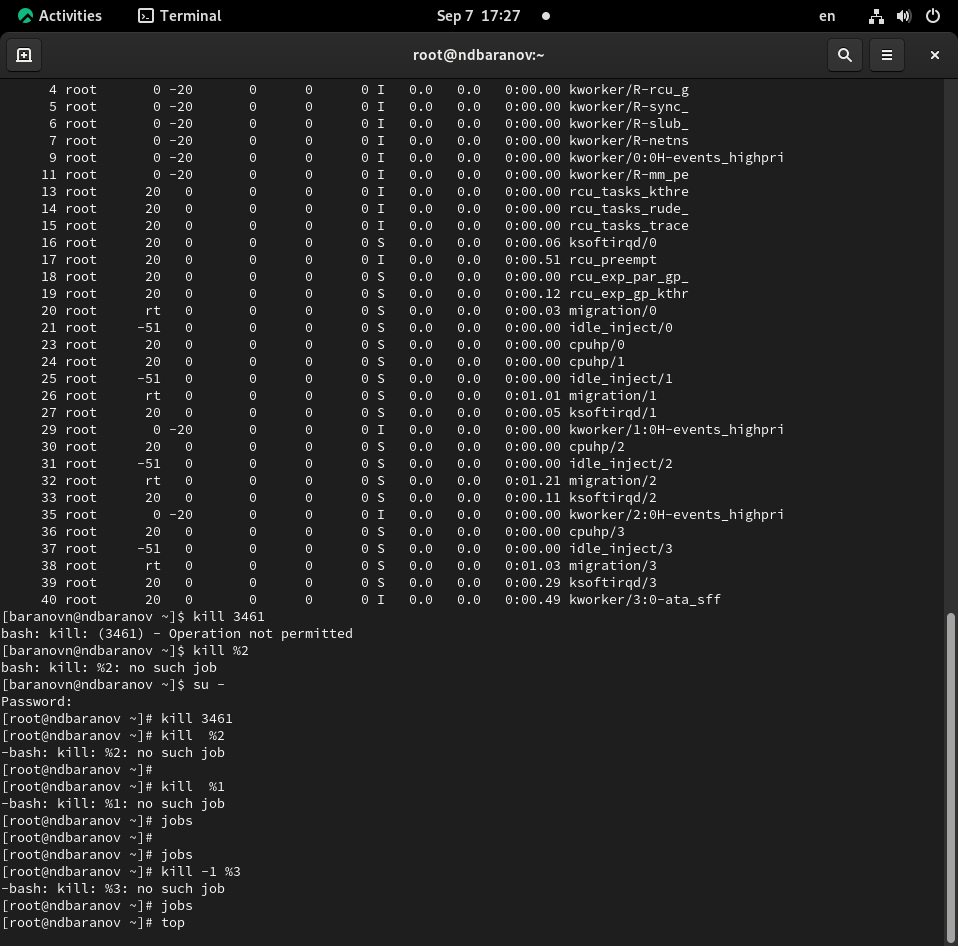 Activities Terminal Sep 7 17:27 en
root@ndbaranov:~
4 root 0 -20 0 0 0 I 0.0 0.0 0:00.00 kworker/R-rcu_g
5 root 0 -20 0 0 0 I 0.0 0.0 0:00.00 kworker/R-sync_
6 root 0 -20 0 0 0 I 0.0 0.0 0:00.00 kworker/R-slub_
7 root 0 -20 0 0 0 I 0.0 0.0 0:00.00 kworker/R-netns
9 root 0 -20 0 0 0 I 0.0 0.0 0:00.00 kworker/0:0H-events_highpri
11 root 0 -20 0 0 0 I 0.0 0.0 0:00.00 kworker/R-mm_pe
13 root 20 0 0 0 0 I 0.0 0.0 0:00.00 rcu_tasks_kthre
14 root 20 0 0 0 0 I 0.0 0.0 0:00.00 rcu_tasks_rude_
15 root 20 0 0 0 0 I 0.0 0.0 0:00.00 rcu_tasks_trace
16 root 20 0 0 0 0 S 0.0 0.0 0:00.06 ksoftirqd/0
17 root 20 0 0 0 0 I 0.0 0.0 0:00.51 rcu_preempt
18 root 20 0 0 0 0 S 0.0 0.0 0:00.00 rcu_exp_par_gp_
19 root 20 0 0 0 0 S 0.0 0.0 0:00.12 rcu_exp_gp_kthr
20 root rt 0 0 0 0 S 0.0 0.0 0:00.03 migration/0
21 root -51 0 0 0 0 S 0.0 0.0 0:00.00 idle_inject/0
23 root 20 0 0 0 0 S 0.0 0.0 0:00.00 cpuhp/0
24 root 20 0 0 0 0 S 0.0 0.0 0:00.00 cpuhp/1
25 root -51 0 0 0 0 S 0.0 0.0 0:00.00 idle_inject/1
26 root rt 0 0 0 0 S 0.0 0.0 0:01.01 migration/1
27 root 20 0 0 0 0 S 0.0 0.0 0:00.05 ksoftirqd/1
29 root 0 -20 0 0 0 I 0.0 0.0 0:00.00 kworker/1:0H-events_highpri
30 root 20 0 0 0 0 S 0.0 0.0 0:00.00 cpuhp/2
31 root -51 0 0 0 0 S 0.0 0.0 0:00.00 idle_inject/2
32 root rt 0 0 0 0 S 0.0 0.0 0:01.21 migration/2
33 root 20 0 0 0 0 S 0.0 0.0 0:00.11 ksoftirqd/2
35 root 0 -20 0 0 0 I 0.0 0.0 0:00.00 kworker/2:0H-events_highpri
36 root 20 0 0 0 0 S 0.0 0.0 0:00.00 cpuhp/3
37 root -51 0 0 0 0 S 0.0 0.0 0:00.00 idle_inject/3
38 root rt 0 0 0 0 S 0.0 0.0 0:01.03 migration/3
39 root 20 0 0 0 0 S 0.0 0.0 0:00.29 ksoftirqd/3
40 root 20 0 0 0 0 I 0.0 0.0 0:00.49 kworker/3:0-ata_sff
[baranovn@ndbaranov ~]$ kill 3461
bash: kill: (3461) - Operation not permitted
[baranovn@ndbaranov ~]$ kill %2
bash: kill: %2: no such job
[baranovn@ndbaranov ~]$ su -
Password:
[root@ndbaranov ~]# kill 3461
[root@ndbaranov ~]# kill  %2
-bash: kill: %2: no such job
[root@ndbaranov ~]#
[root@ndbaranov ~]# kill  %1
-bash: kill: %1: no such job
[root@ndbaranov ~]# jobs
[root@ndbaranov ~]#
[root@ndbaranov ~]# jobs
[root@ndbaranov ~]# kill -1 %3
-bash: kill: %3: no such job
[root@ndbaranov ~]# jobs
[root@ndbaranov ~]# top